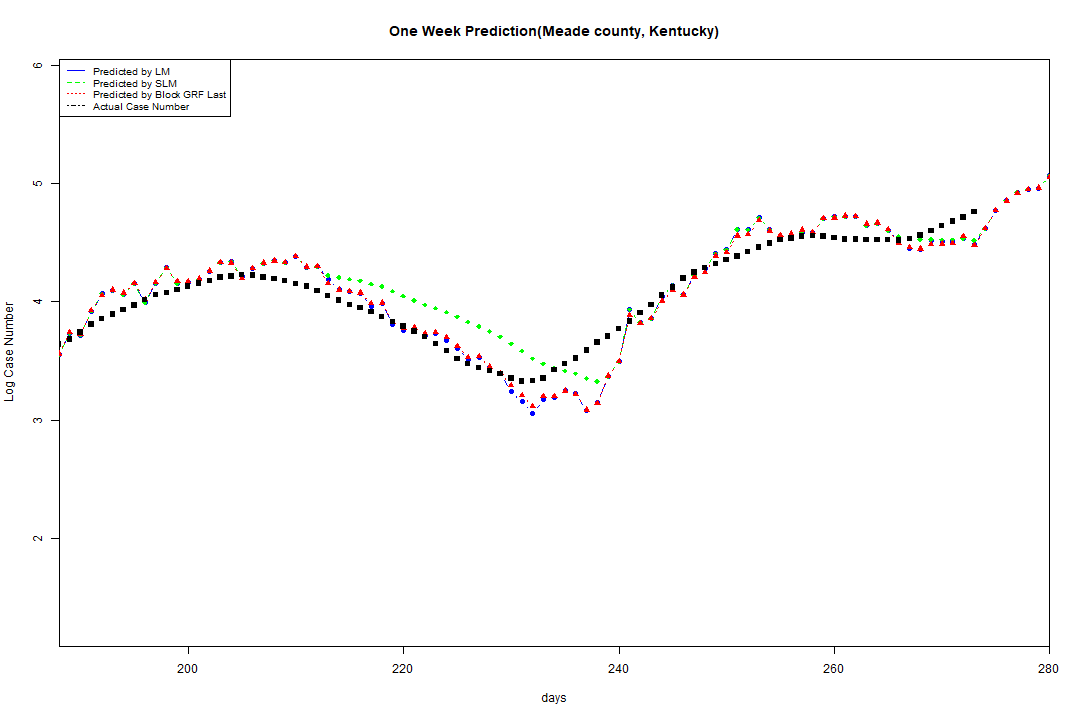 One Week Prediction(Meade county, Kentucky)
Predicted by LM
Predicted by SLM
Predicted by Block GRF Last
Actual Case Number
6
5
4
3
2
Log Case Number
200
220
240
260
280
days